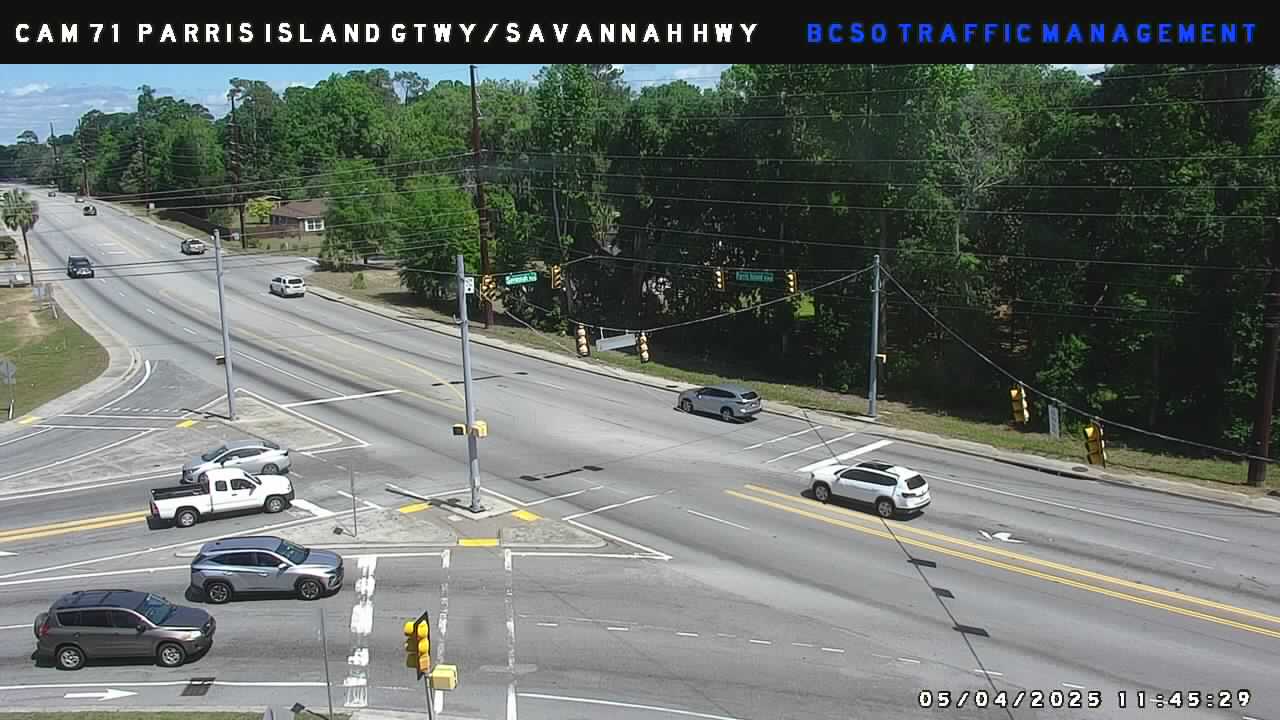 CAM 71 PARRIS ISLAND GTWY/SAVANNAH HWY
BCSO TRAFFIC MANAGEMENT
05/04/2025 11:45:29